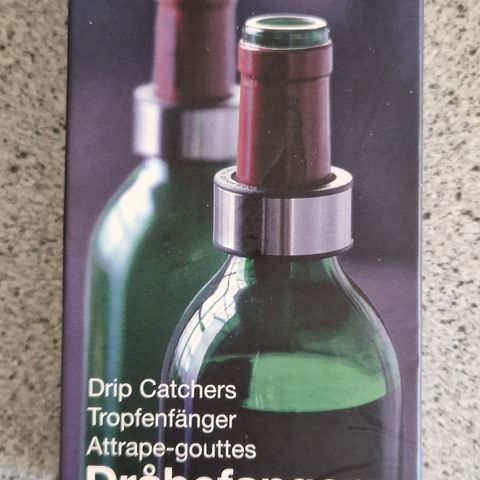 Drip Catchers
Tropfenfänger
Attrape-gouttes